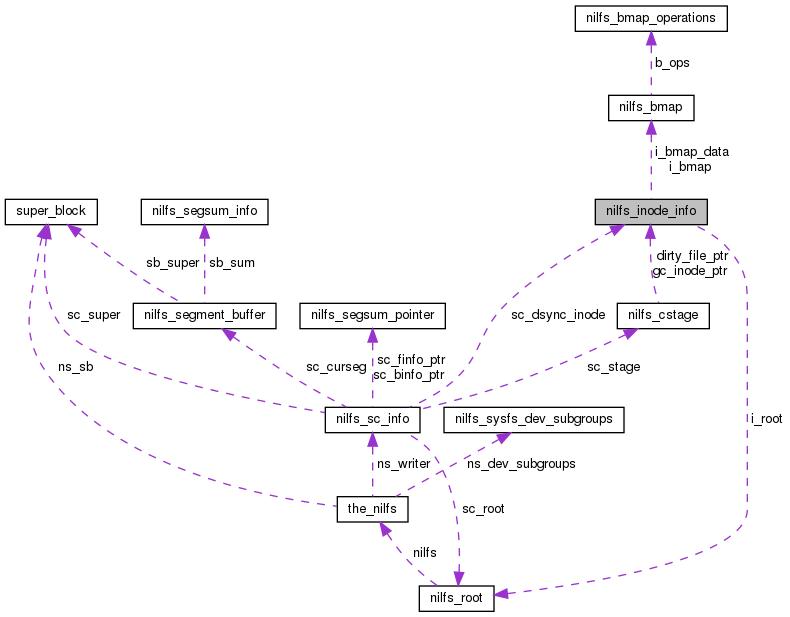 nilfs_bmap_operations
b_ops
nilfs_bmap
i_bmap_data
i_bmap
super_block
nilfs_segsum_info
nilfs_inode_info
sb_super
sb_sum
dirty_file_ptr
gc_inode_ptr
sc_super
nilfs_segment_buffer
nilfs_segsum_pointer
sc_dsync_inode
nilfs_cstage
ns_sb
sc_curseg
sc_finfo_ptr
sc_binfo_ptr
sc_stage
nilfs_sc_info
nilfs_sysfs_dev_subgroups
i_root
ns_writer
ns_dev_subgroups
the_nilfs
sc_root
nilfs
nilfs_root